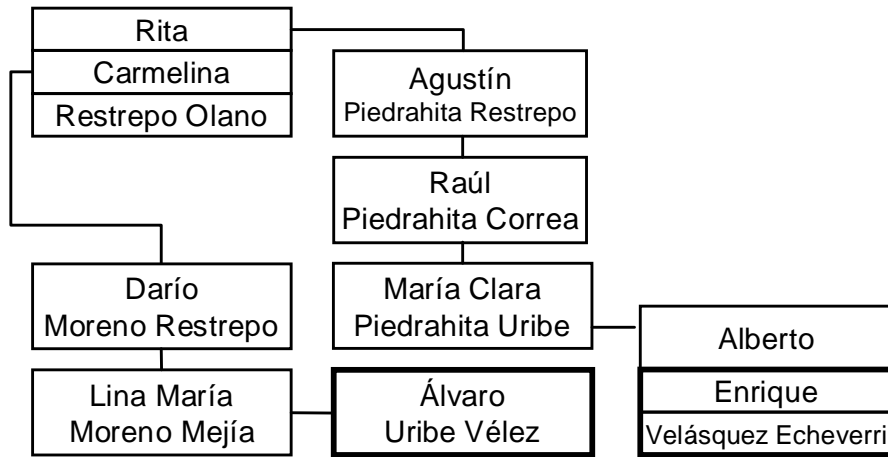 Rita
Carmelina
Restrepo Olano
Agustín
Piedrahita Restrepo
Raúl
Piedrahita Correa
Darío
Moreno Restrepo
María Clara
Piedrahita Uribe
Alberto
Enrique
Velásquez Echeverri
Lina María
Moreno Mejía
Álvaro
Uribe Vélez